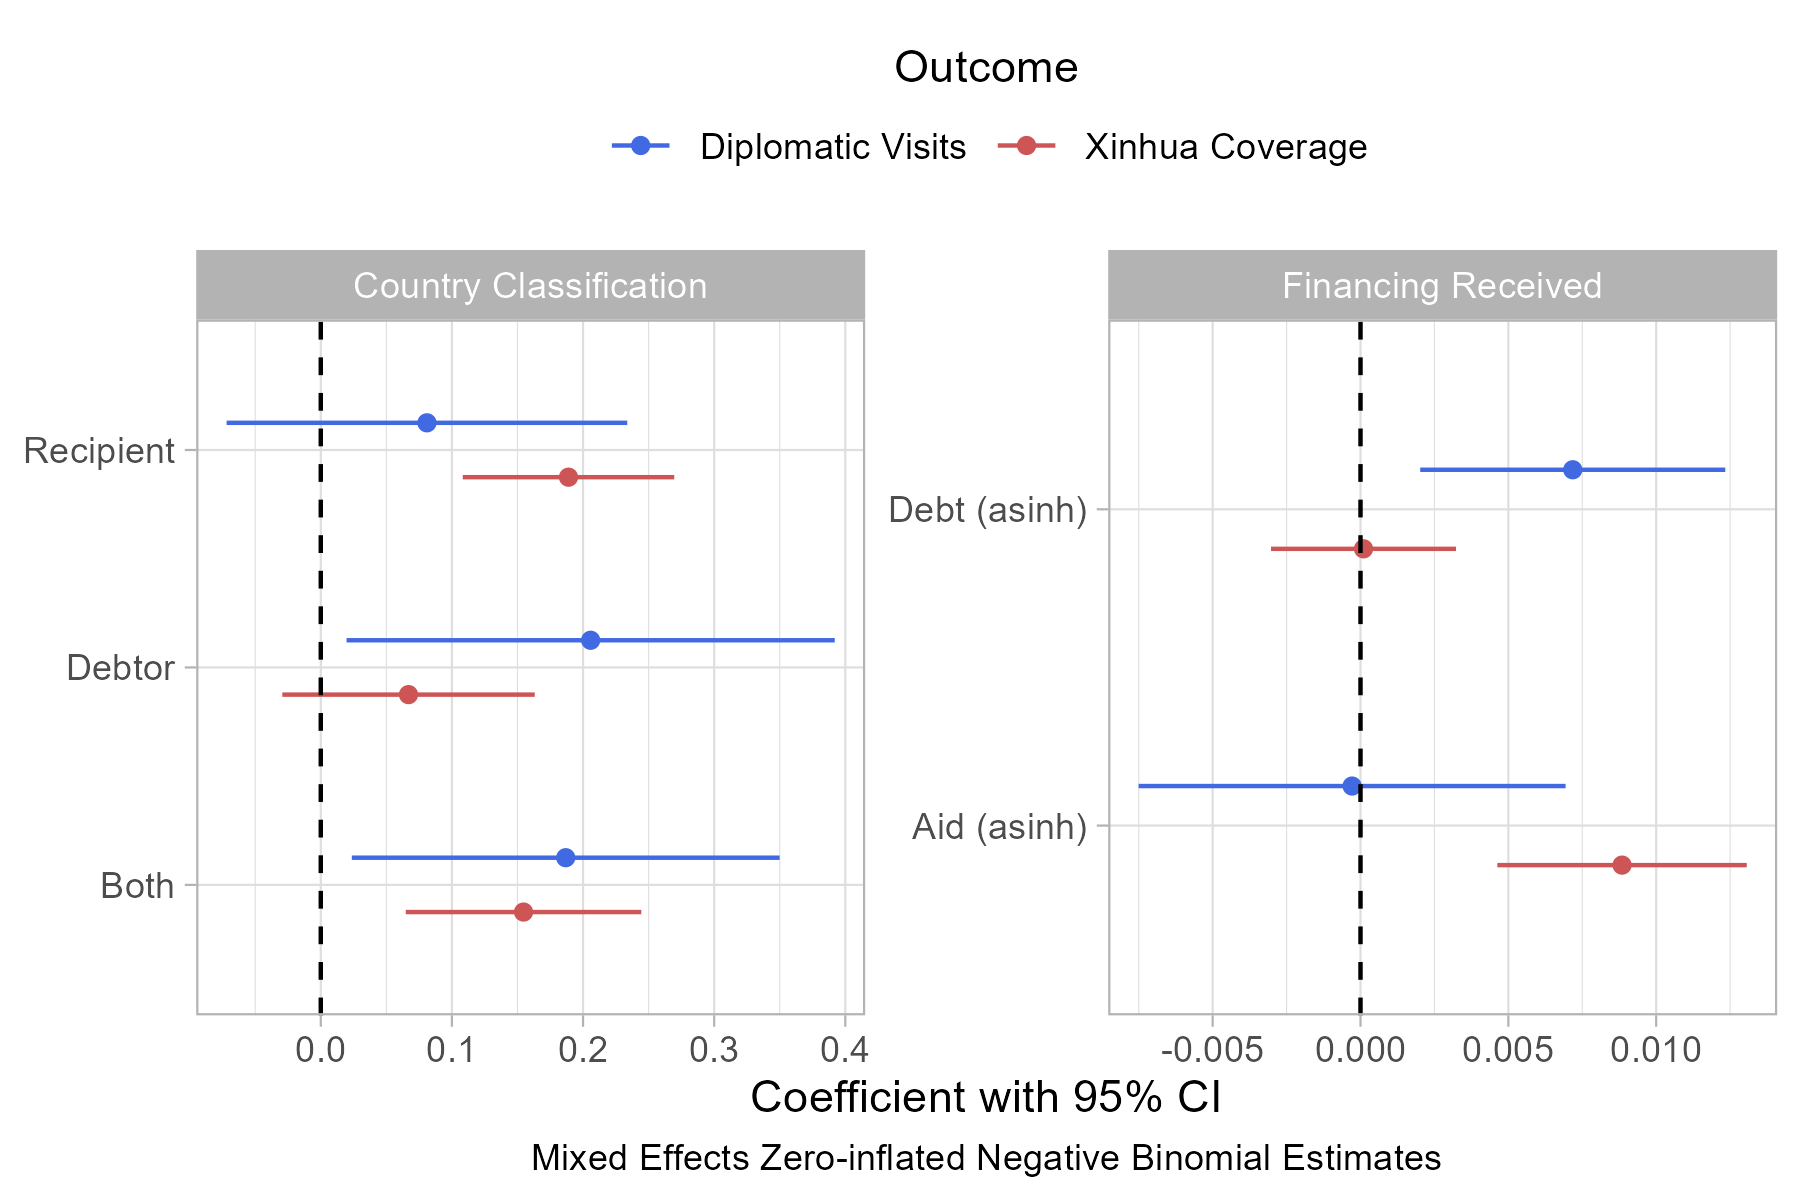 Outcome
Diplomatic Visits
Xinhua Coverage
Country Classification
Financing Received
Recipient
Debtor
Both
Debt (asinh)
Aid (asinh)
0.0 0.1 0.2 0.3 0.4
-0.005 0.000 0.005 0.010
Coefficient with 95% CI
Mixed Effects Zero-inflated Negative Binomial Estimates